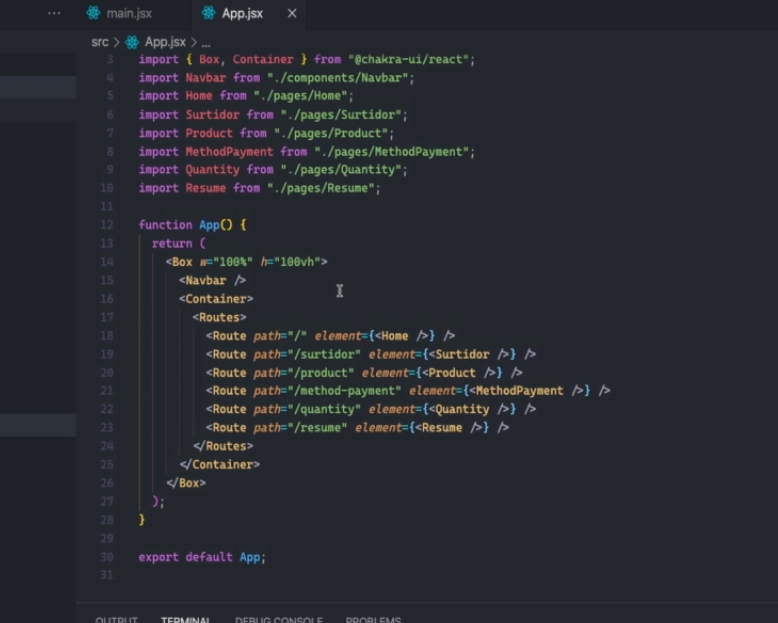 ··· main.jsx App.jsx ×
src > App.jsx > ...
3 import { Box, Container } from "@chakra-ui/react";
4 import Navbar from "./components/Navbar";
5 import Home from "./pages/Home";
6 import Surtidor from "./pages/Surtidor";
7 import Product from "./pages/Product";
8 import MethodPayment from "./pages/MethodPayment";
9 import Quantity from "./pages/Quantity";
10 import Resume from "./pages/Resume";
11
12 function App() {
13 return (
14 <Box w="100%" h="100vh">
15 <Navbar />
16 <Container>
17 <Routes>
18 <Route path="/" element={<Home />} />
19 <Route path="/surtidor" element={<Surtidor />} />
20 <Route path="/product" element={<Product />} />
21 <Route path="/method-payment" element={<MethodPayment />} />
22 <Route path="/quantity" element={<Quantity />} />
23 <Route path="/resume" element={<Resume />} />
24 </Routes>
25 </Container>
26 </Box>
27 );
28 }
29
30 export default App;
31
OUTPUT TERMINAL DEBUG CONSOLE PROBLEMS